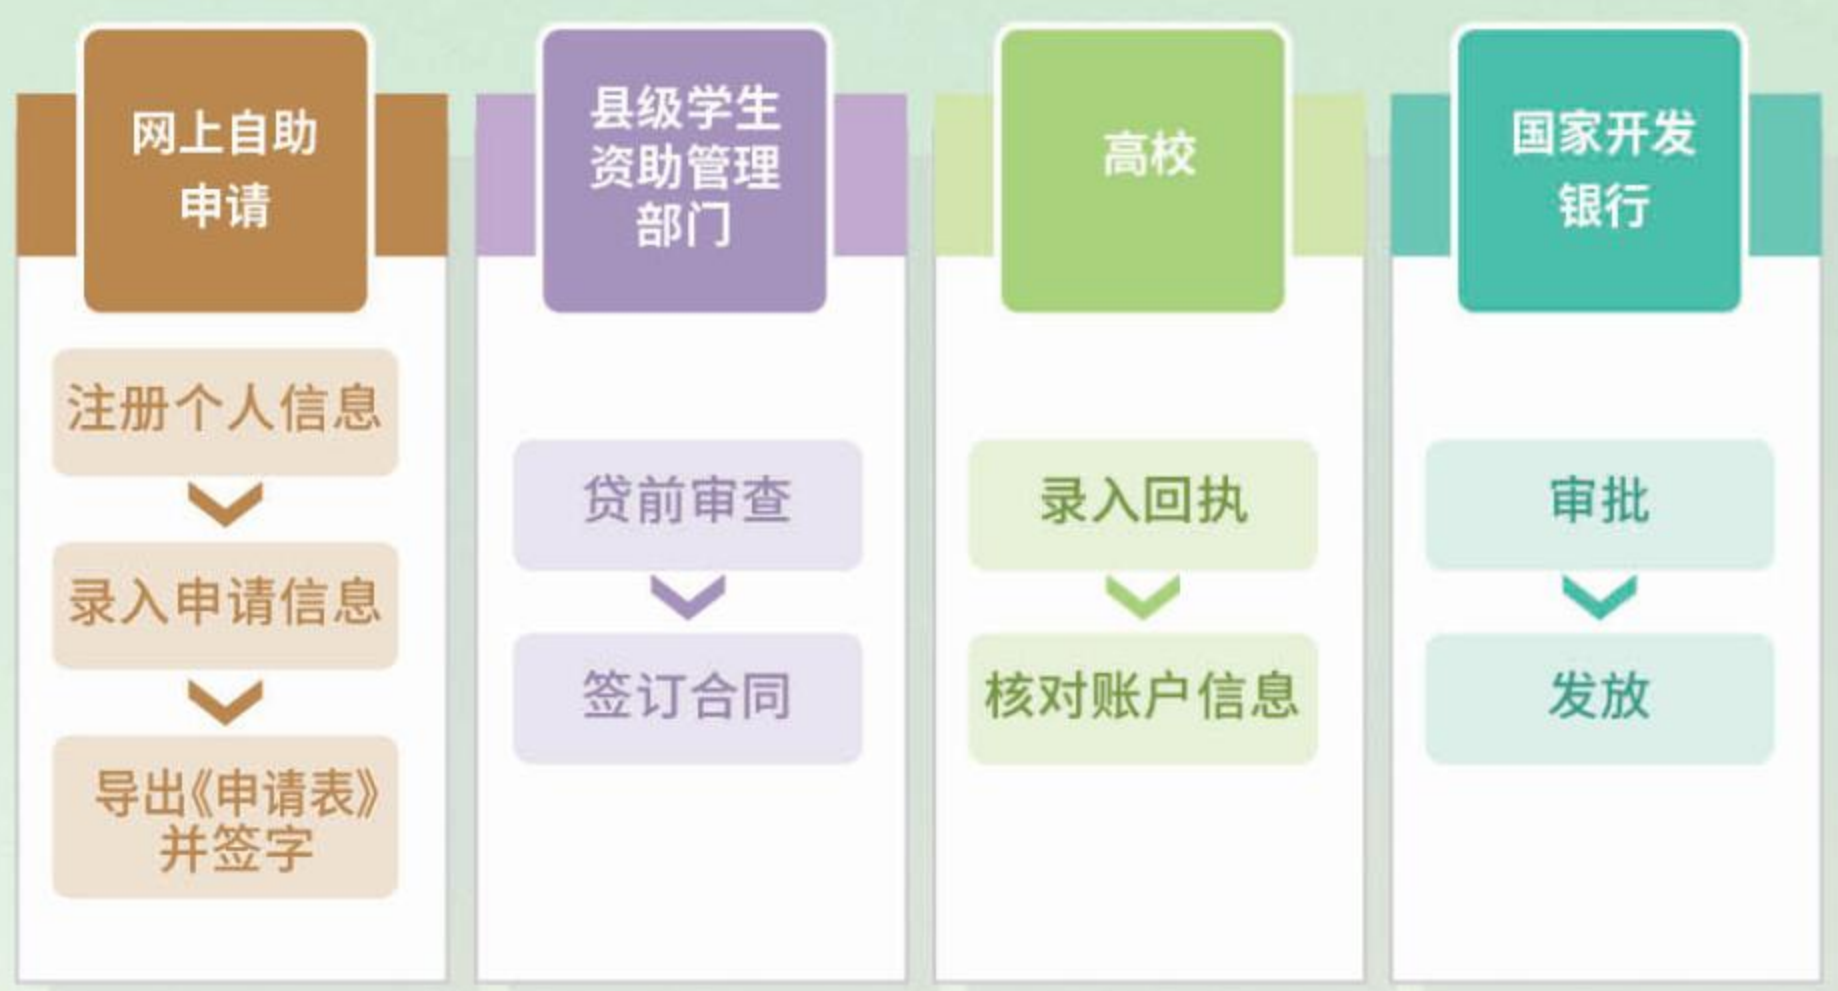 网上自助
申请
注册个人信息
录入申请信息
导出《申请表》
并签字
县级学生
资助管理
部门
贷前审查
签订合同
高校
录入回执
核对账户信息
国家开发
银行
审批
发放